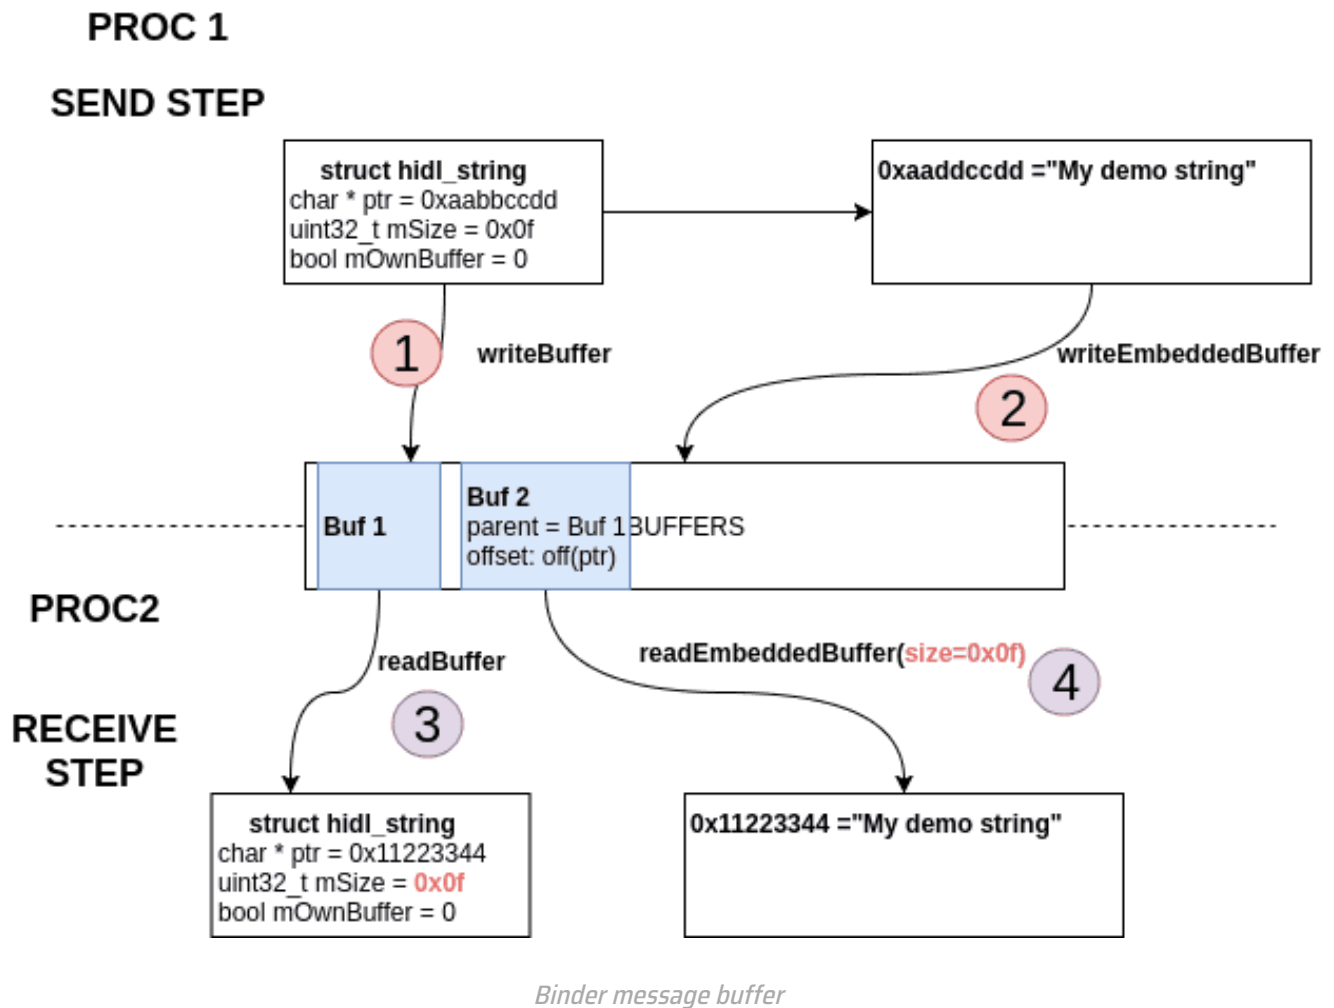 PROC 1
SEND STEP
struct hidl_string
char * ptr = 0xaabbccdd
uint32_t mSize = 0x0f
bool mOwnBuffer = 0
0xaaddccdd ="My demo string"
1
writeBuffer
writeEmbeddedBuffer
2
Buf 1
Buf 2
parent = Buf 1
offset: off(ptr)
BUFFERS
PROC2
readBuffer
readEmbeddedBuffer(size=0x0f)
4
3
RECEIVE
STEP
struct hidl_string
char * ptr = 0x11223344
uint32_t mSize = 0x0f
bool mOwnBuffer = 0
0x11223344 ="My demo string"
Binder message buffer